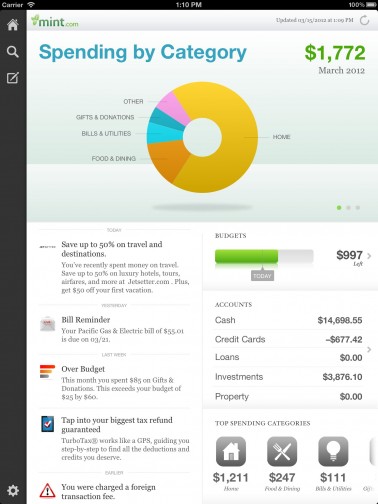 Carrier 1:10 PM 100%
mint.com
Updated 03/15/2012 at 1:09 PM
Spending by Category
$1,772
March 2012
OTHER
GIFTS & DONATIONS
BILLS & UTILITIES
FOOD & DINING
HOME
TODAY
JETSETTER
Save up to 50% on travel and
destinations.
You've recently spent money on travel.
Save up to 50% on luxury hotels, tours,
airfares, and more at Jetsetter.com . Plus,
get $50 off your first vacation.
YESTERDAY
Bill Reminder
Your Pacific Gas & Electric bill of $55.01
is due on 03/21.
LAST WEEK
Over Budget
This month you spent $85 on Gifts &
Donations. This exceeds your budget of
$25 by $60.
Tap into your biggest tax refund
guaranteed
TurboTax® works like a GPS, guiding you
step-by-step to find all the deductions and
credits you deserve.
EARLIER
You were charged a foreign
transaction fee.
BUDGETS
$997
Left
TODAY
ACCOUNTS
Cash $14,698.55
Credit Cards –$677.42
Loans $0.00
Investments $3,876.10
Property $0.00
TOP SPENDING CATEGORIES
$1,211 $247 $111
Home Food & Dining Bills & Utilities Gif